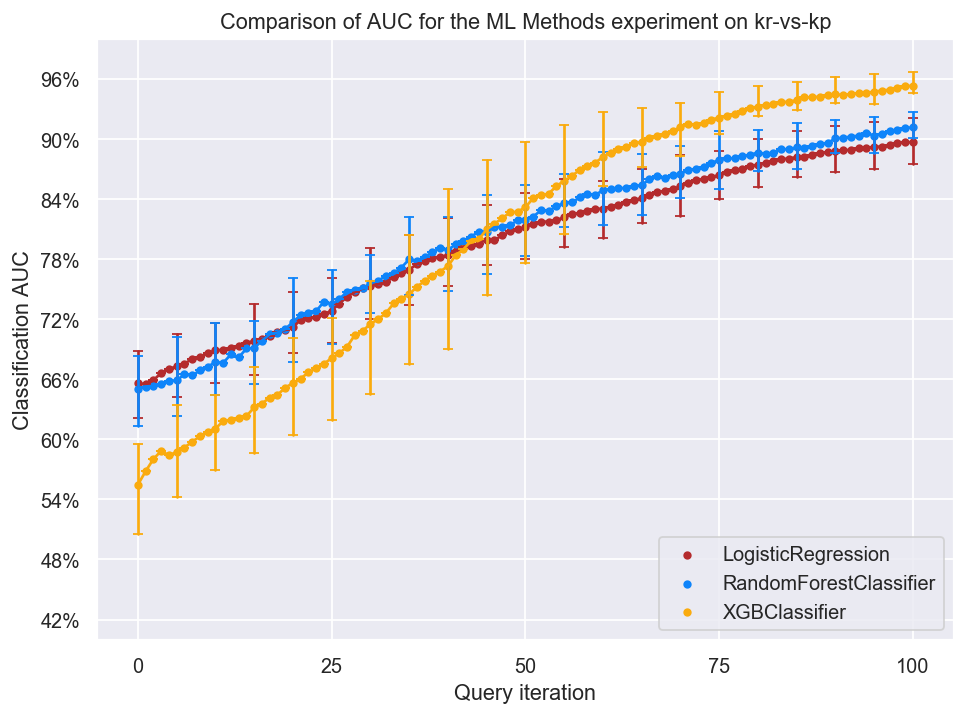 Comparison of AUC for the ML Methods experiment on kr-vs-kp
96%
90%
84%
78%
72%
66%
60%
54%
48%
42%
Classification AUC
LogisticRegression
RandomForestClassifier
XGBClassifier
0 25 50 75 100
Query iteration